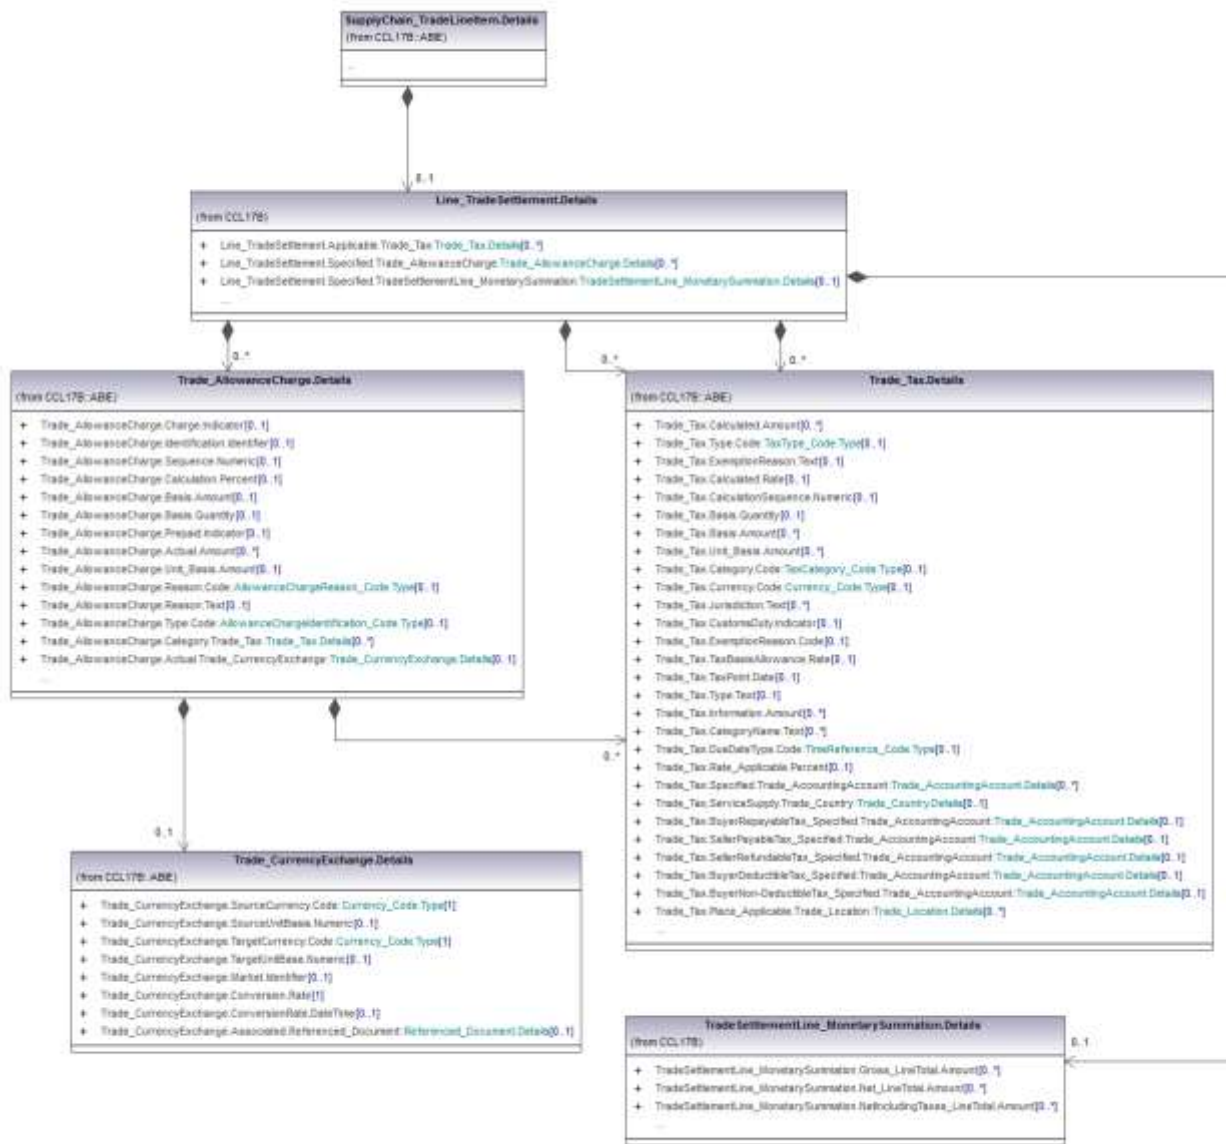 SupplyChain_TradeLineItem.Details
(from CCL17B::ABIE)
...
0..1
Line_TradeSettlement.Details
(from CCL17B)
+ Line_TradeSettlement.Applicable.Trade_Tax:Trade_Tax.Details[0..*]
+ Line_TradeSettlement.Specified.Trade_AllowanceCharge:Trade_AllowanceCharge.Details[0..*]
+ Line_TradeSettlement.Specified.TradeSettlementLine_MonetarySummation:TradeSettlementLine_MonetarySummation.Details[0..1]
...
0..*
0..*
0..*
Trade_AllowanceCharge.Details
(from CCL17B::ABIE)
+ Trade_AllowanceCharge.Charge.Indicator[0..1]
+ Trade_AllowanceCharge.Identification.Identifier[0..1]
+ Trade_AllowanceCharge.Sequence.Numeric[0..1]
+ Trade_AllowanceCharge.Calculation.Percent[0..1]
+ Trade_AllowanceCharge.Basis.Amount[0..1]
+ Trade_AllowanceCharge.Basis.Quantity[0..1]
+ Trade_AllowanceCharge.Prepaid.Indicator[0..1]
+ Trade_AllowanceCharge.Actual.Amount[0..*]
+ Trade_AllowanceCharge.Unit_Basis.Amount[0..1]
+ Trade_AllowanceCharge.Reason.Code:AllowanceChargeReason_Code.Type[0..1]
+ Trade_AllowanceCharge.Reason.Text[0..1]
+ Trade_AllowanceCharge.Type.Code:AllowanceChargeIdentification_Code.Type[0..1]
+ Trade_AllowanceCharge.Category.Trade_Tax:Trade_Tax.Details[0..*]
+ Trade_AllowanceCharge.Actual.Trade_CurrencyExchange:Trade_CurrencyExchange.Details[0..1]
...
Trade_Tax.Details
(from CCL17B::ABIE)
+ Trade_Tax.Calculated.Amount[0..*]
+ Trade_Tax.Type.Code:TaxType_Code.Type[0..1]
+ Trade_Tax.ExemptionReason.Text[0..1]
+ Trade_Tax.Calculated.Rate[0..1]
+ Trade_Tax.CalculationSequence.Numeric[0..1]
+ Trade_Tax.Basis.Quantity[0..1]
+ Trade_Tax.Basis.Amount[0..*]
+ Trade_Tax.Unit_Basis.Amount[0..*]
+ Trade_Tax.Category.Code:TaxCategory_Code.Type[0..1]
+ Trade_Tax.Currency.Code:Currency_Code.Type[0..1]
+ Trade_Tax.Jurisdiction.Text[0..*]
+ Trade_Tax.CustomsDuty.Indicator[0..1]
+ Trade_Tax.ExemptionReason.Code[0..1]
+ Trade_Tax.TaxBasisAllowance.Rate[0..1]
+ Trade_Tax.TaxPoint.Date[0..1]
+ Trade_Tax.Type.Text[0..1]
+ Trade_Tax.Information.Amount[0..*]
+ Trade_Tax.CategoryName.Text[0..*]
+ Trade_Tax.DueDateType.Code:TimeReference_Code.Type[0..1]
+ Trade_Tax.Rate_Applicable.Percent[0..1]
+ Trade_Tax.Specified.Trade_AccountingAccount:Trade_AccountingAccount.Details[0..*]
+ Trade_Tax.ServiceSupply.Trade_Country:Trade_Country.Details[0..1]
+ Trade_Tax.BuyerRepayableTax_Specified.Trade_AccountingAccount:Trade_AccountingAccount.Details[0..1]
+ Trade_Tax.SellerPayableTax_Specified.Trade_AccountingAccount:Trade_AccountingAccount.Details[0..1]
+ Trade_Tax.SellerRefundableTax_Specified.Trade_AccountingAccount:Trade_AccountingAccount.Details[0..1]
+ Trade_Tax.BuyerDeductibleTax_Specified.Trade_AccountingAccount:Trade_AccountingAccount.Details[0..1]
+ Trade_Tax.BuyerNon-DeductibleTax_Specified.Trade_AccountingAccount:Trade_AccountingAccount.Details[0..1]
+ Trade_Tax.Place_Applicable.Trade_Location:Trade_Location.Details[0..*]
...
0..*
0..1
Trade_CurrencyExchange.Details
(from CCL17B::ABIE)
+ Trade_CurrencyExchange.SourceCurrency.Code:Currency_Code.Type[1]
+ Trade_CurrencyExchange.SourceUnitBasis.Numeric[0..1]
+ Trade_CurrencyExchange.TargetCurrency.Code:Currency_Code.Type[1]
+ Trade_CurrencyExchange.TargetUnitBase.Numeric[0..1]
+ Trade_CurrencyExchange.Market.Identifier[0..1]
+ Trade_CurrencyExchange.Conversion.Rate[1]
+ Trade_CurrencyExchange.ConversionRate.DateTime[0..1]
+ Trade_CurrencyExchange.Associated.Referenced_Document:Referenced_Document.Details[0..1]
TradeSettlementLine_MonetarySummation.Details
(from CCL17B)
0..1
+ TradeSettlementLine_MonetarySummation.Gross_LineTotal.Amount[0..*]
+ TradeSettlementLine_MonetarySummation.Net_LineTotal.Amount[0..*]
+ TradeSettlementLine_MonetarySummation.NetIncludingTaxes_LineTotal.Amount[0..*]
...